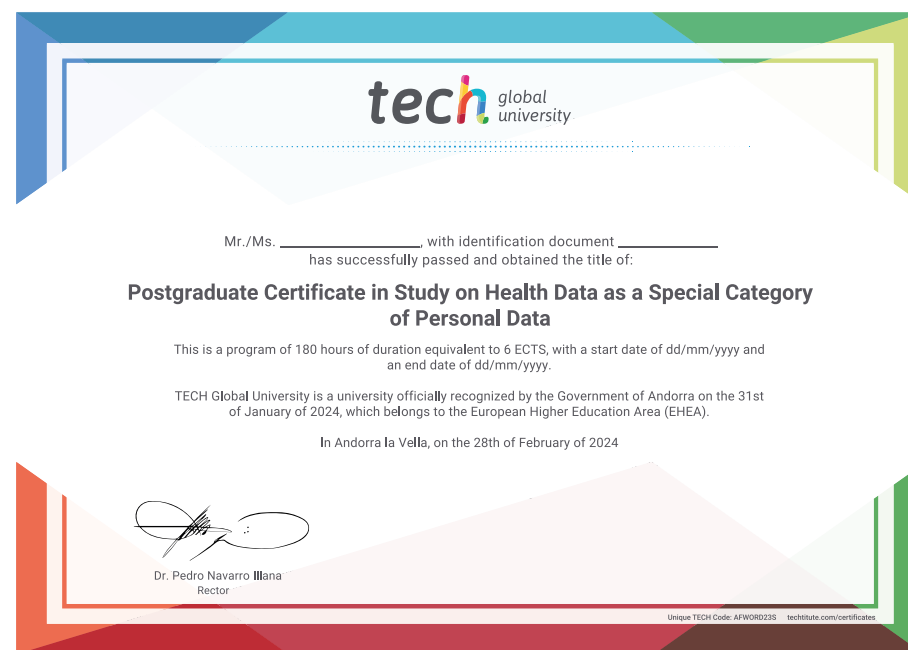 tech global
university
Mr./Ms. ____________________, with identification document ______________
has successfully passed and obtained the title of:
Postgraduate Certificate in Study on Health Data as a Special Category
of Personal Data
This is a program of 180 hours of duration equivalent to 6 ECTS, with a start date of dd/mm/yyyy and
an end date of dd/mm/yyyy.
TECH Global University is a university officially recognized by the Government of Andorra on the 31st
of January of 2024, which belongs to the European Higher Education Area (EHEA).
In Andorra la Vella, on the 28th of February of 2024
Dr. Pedro Navarro Illana
Rector
Unique TECH Code: AFWORD23S techtitute.com/certificates